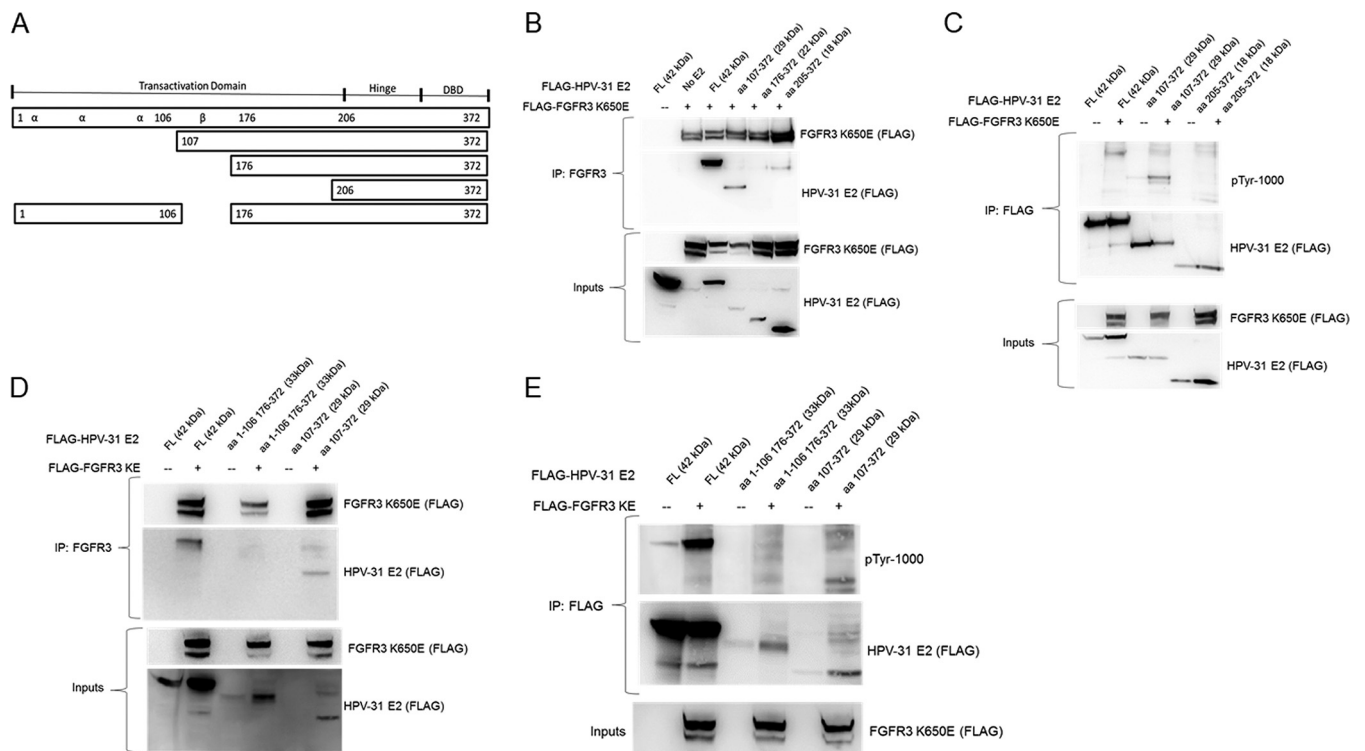 A
Transactivation Domain Hinge DBD
1 α α α 106 β 176 206 372
107 372
176 372
206 372
1 106 176 372
B
FL (42 kDa)
No E2
FL (42 kDa)
aa 107-372 (29 kDa)
aa 176-372 (22 kDa)
aa 205-372 (18 kDa)
FLAG-HPV-31 E2
FLAG-FGFR3 K650E -- + + + + +
IP: FGFR3
FGFR3 K650E (FLAG)
HPV-31 E2 (FLAG)
Inputs
FGFR3 K650E (FLAG)
HPV-31 E2 (FLAG)
C
FL (42 kDa)
FL (42 kDa)
aa 107-372 (29 kDa)
aa 107-372 (29 kDa)
aa 205-372 (18 kDa)
aa 205-372 (18 kDa)
FLAG-HPV-31 E2
FLAG-FGFR3 K650E -- + -- + -- +
IP: FLAG
pTyr-1000
HPV-31 E2 (FLAG)
Inputs
FGFR3 K650E (FLAG)
HPV-31 E2 (FLAG)
D
FL (42 kDa)
FL (42 kDa)
aa 1-106 176-372 (33kDa)
aa 1-106 176-372 (33kDa)
aa 107-372 (29 kDa)
aa 107-372 (29 kDa)
FLAG-HPV-31 E2
FLAG-FGFR3 KE -- + -- + -- +
IP: FGFR3
FGFR3 K650E (FLAG)
HPV-31 E2 (FLAG)
Inputs
FGFR3 K650E (FLAG)
HPV-31 E2 (FLAG)
E
FL (42 kDa)
FL (42 kDa)
aa 1-106 176-372 (33kDa)
aa 1-106 176-372 (33kDa)
aa 107-372 (29 kDa)
aa 107-372 (29 kDa)
FLAG-HPV-31 E2
FLAG-FGFR3 KE -- + -- + -- +
IP: FLAG
pTyr-1000
HPV-31 E2 (FLAG)
Inputs
FGFR3 K650E (FLAG)